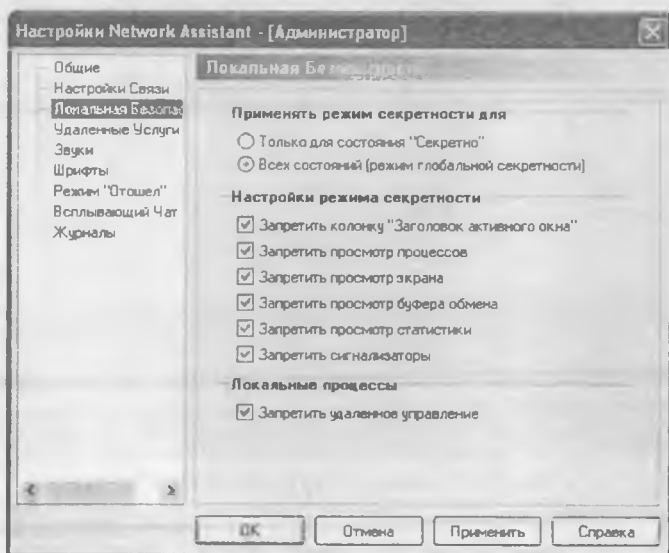 Настройки Network Assistant - [Администратор]
Общие
Настройки Связи
Локальная Безопас
Удаленные Услуги
Звуки
Шрифты
Режим "Отошел"
Всплывающий Чат
Журналы
Локальная Безопасность
Применять режим секретности для
Только для состояния "Секретно"
Всех состояний (режим глобальной секретности)
Настройки режима секретности
Запретить колонку "Заголовок активного окна"
Запретить просмотр процессов
Запретить просмотр экрана
Запретить просмотр буфера обмена
Запретить просмотр статистики
Запретить сигнализаторы
Локальные процессы
Запретить удаленное управление
OK
Отмена
Применить
Справка